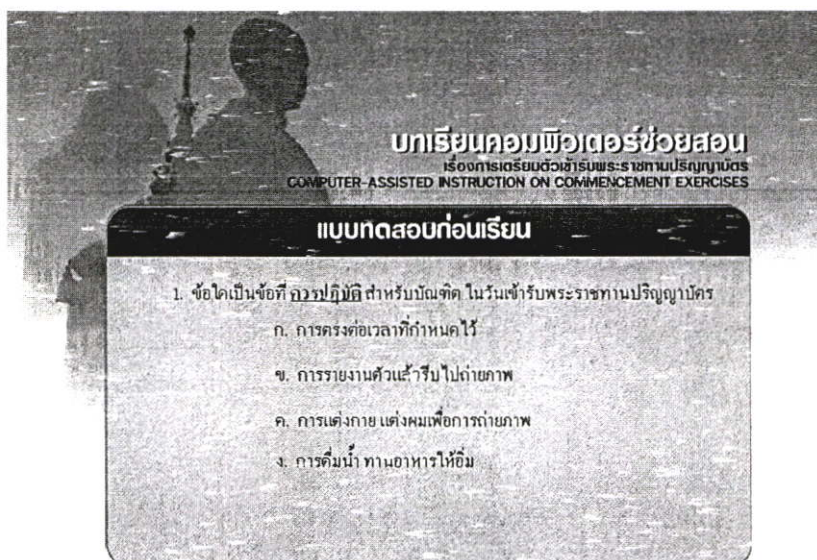 บทเรียนคอมพิวเตอร์ช่วยสอน
เรื่องการเตรียมตัวเข้ารับพระราชทานปริญญาบัตร
COMPUTER-ASSISTED INSTRUCTION ON COMMENCEMENT EXERCISES
แบบทดสอบก่อนเรียน
1. ข้อใดเป็นข้อที่ ควรปฏิบัติ สำหรับบัณฑิต ในวันเข้ารับพระราชทานปริญญาบัตร
ก. การตรงต่อเวลาที่กำหนดไว้
ข. การรายงานตัวแล้วรีบไปถ่ายภาพ
ค. การแต่งกาย แต่งผมเพื่อการถ่ายภาพ
ง. การดื่มน้ำ ทานอาหารให้อิ่ม